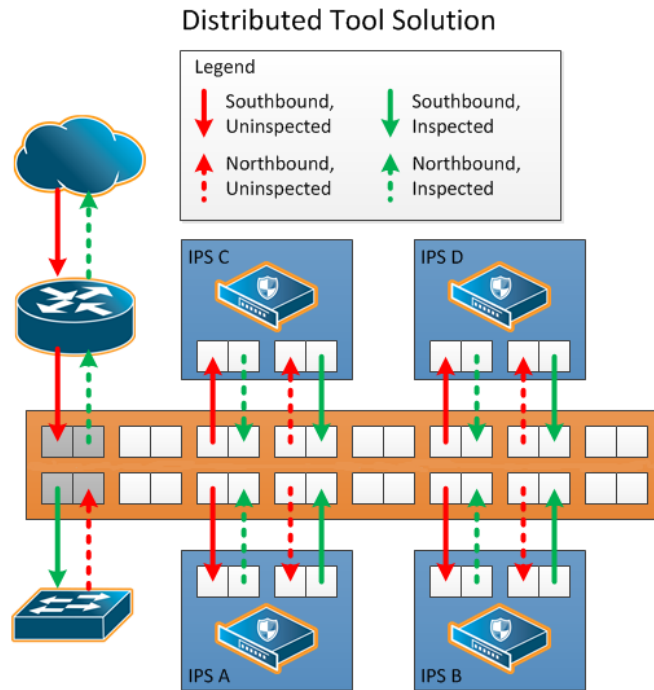 Distributed Tool Solution
Legend
Southbound,
Uninspected
Southbound,
Inspected
Northbound,
Uninspected
Northbound,
Inspected
IPS C
IPS D
IPS A
IPS B